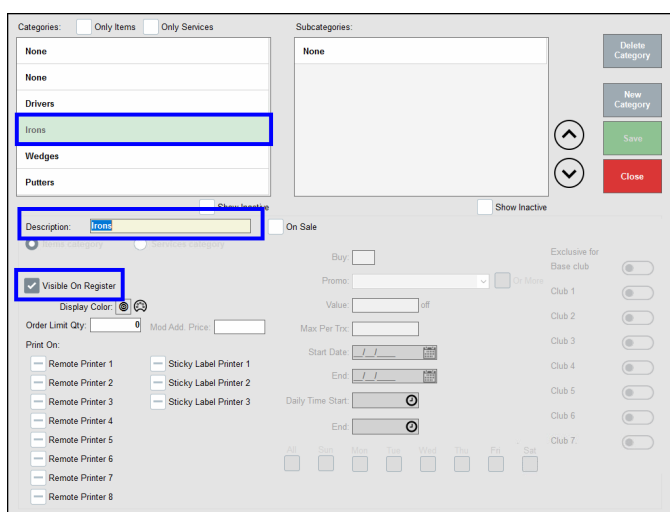 Categories: Only Items Only Services Subcategories:
None None
Delete Category
None
New Category
Drivers
Irons
Save
Wedges
Putters
Close
Show Inactive Show Inactive
Description: Irons On Sale
Items Category Services Category
Buy:
Exclusive for Base club
Visible On Register
Promo: Or More
Club 1
Display Color:
Value: off
Club 2
Order Limit Qty: 0 Mod Add. Price:
Max Per Trx:
Print On:
Club 3
Start Date: _/_/____
Remote Printer 1 Sticky Label Printer 1
Club 4
End: _/_/____
Remote Printer 2 Sticky Label Printer 2
Club 5
Remote Printer 3 Sticky Label Printer 3
Daily Time Start:
Club 6
Remote Printer 4
End:
Remote Printer 5
Club 7
All Sun Mon Tue Wed Thu Fri Sat
Remote Printer 6
Remote Printer 7
Remote Printer 8